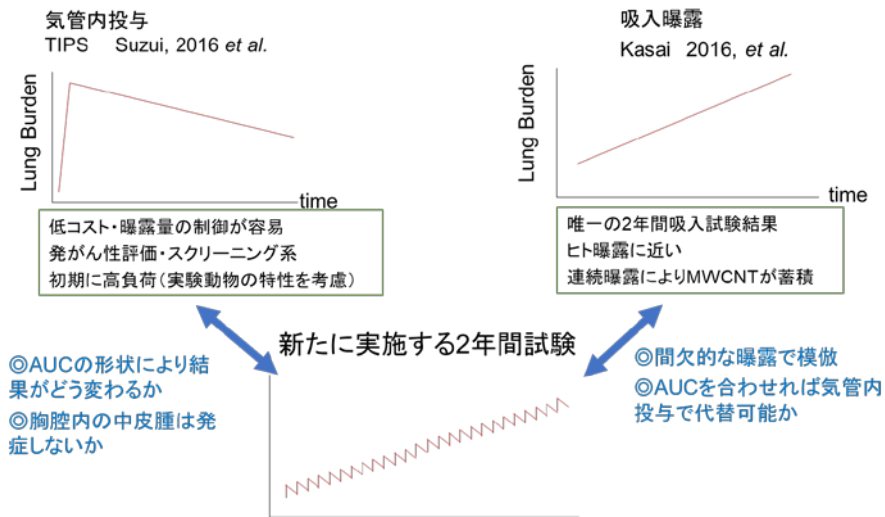 気管内投与
TIPS Suzui, 2016 et al.
Lung Burden
time
低コスト・曝露量の制御が容易
発がん性評価・スクリーニング系
初期に高負荷(実験動物の特性を考慮)
吸入曝露
Kasai 2016, et al.
Lung Burden
time
唯一の2年間吸入試験結果
ヒト曝露に近い
連続曝露によりMWCNTが蓄積
新たに実施する2年間試験
◎AUCの形状により結
果がどう変わるか
◎胸腔内の中皮腫は発
症しないか
◎間欠的な曝露で模倣
◎AUCを合わせれば気管内
投与で代替可能か